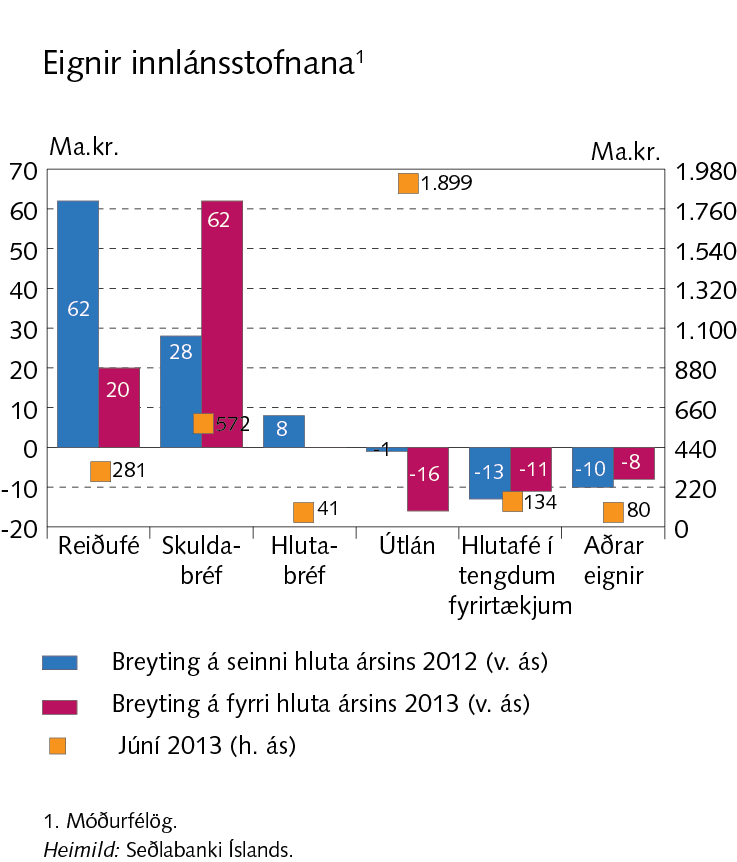 Eignir innlánsstofnana¹
Ma.kr.
Ma.kr.
70
60
50
40
30
20
10
0
-10
-20
1.980
1.760
1.540
1.320
1.100
880
660
440
220
0
62
20
281
28
62
572
8
41
1.899
-1
-16
-13
-11
134
-10
-8
80
Reiðufé
Skulda-
bréf
Hluta-
bréf
Útlán
Hlutafé í
tengdum
fyrirtækjum
Aðrar
eignir
Breyting á seinni hluta ársins 2012 (v. ás)
Breyting á fyrri hluta ársins 2013 (v. ás)
Júní 2013 (h. ás)
1. Móðurfélög.
Heimild: Seðlabanki Íslands.